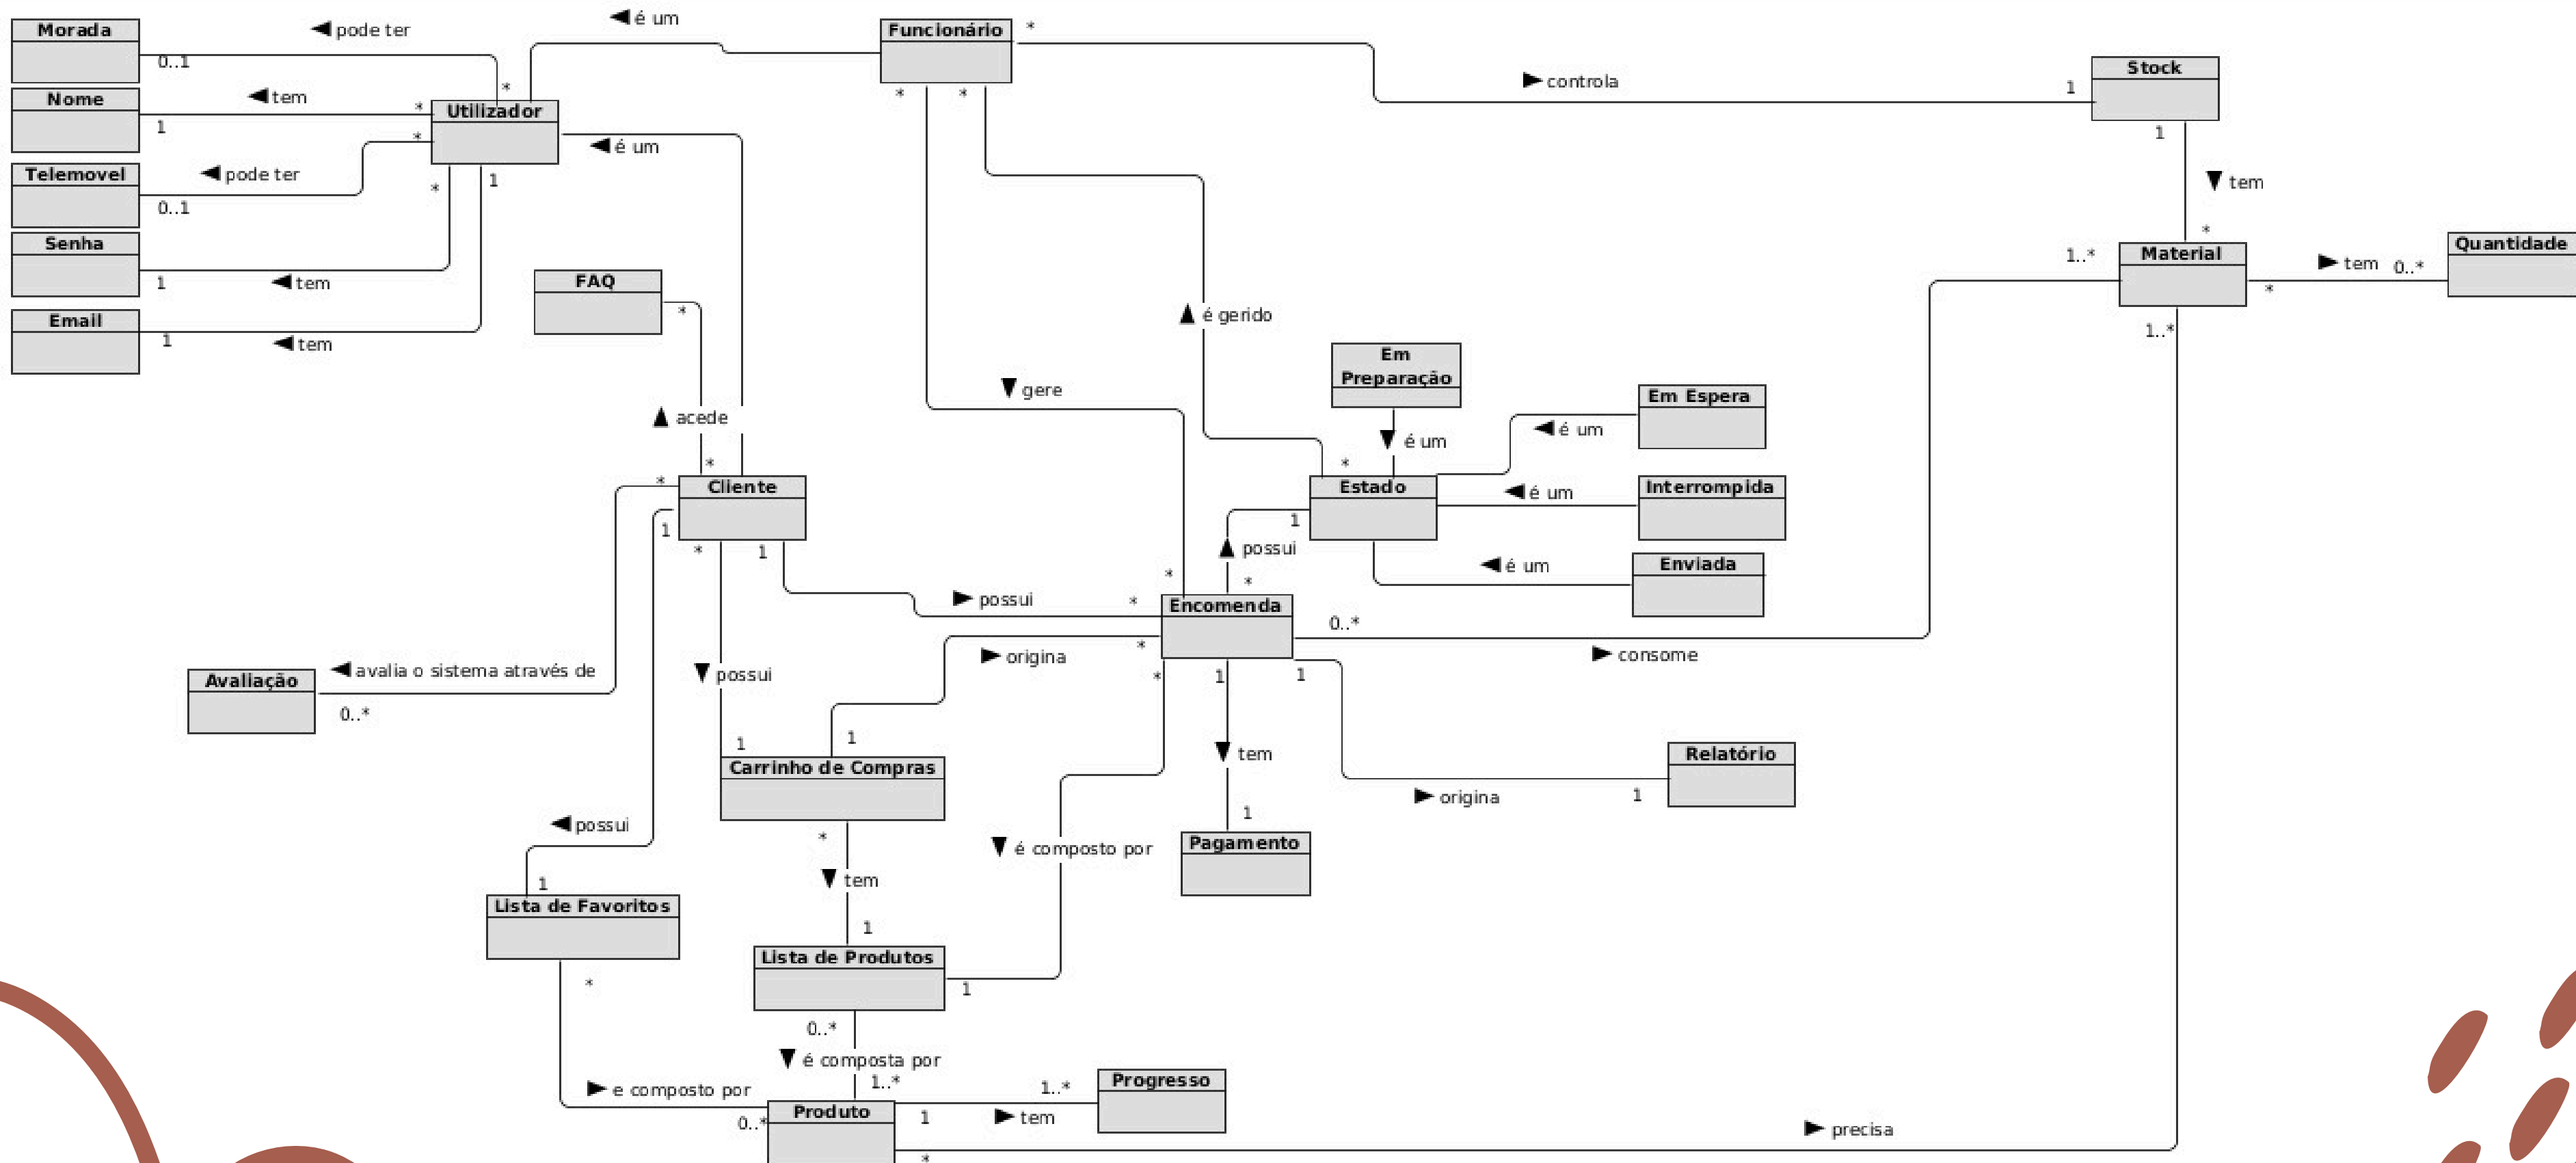 Morada
pode ter
0..1
*
é um
Funcionário
*
controla
1
Stock
1
Nome
tem
1
*
Utilizador
*
Telemovel
pode ter
0..1
é um
*
1
*
*
tem
*
Senha
1
tem
Email
1
tem
FAQ
*
acede
*
é gerido
gere
1..*
Material
1..*
tem
0..*
*
Quantidade
Em
Preparação
é um
Em Espera
é um
*
Cliente
*
1
*
1
Estado
1
é um
Interrompida
possui
é um
Enviada
*
*
possui
*
Encomenda
0..*
consome
*
origina
*
1
1
avalia o sistema através de
Avaliação
0..*
possui
1
1
Carrinho de Compras
*
tem
1
Pagamento
origina
1
Relatório
possui
1
Lista de Favoritos
*
tem
1
é composto por
Lista de Produtos
1
0..*
é composta por
1..*
e composto por
0..*
Produto
1
tem
1..*
Progresso
*
precisa